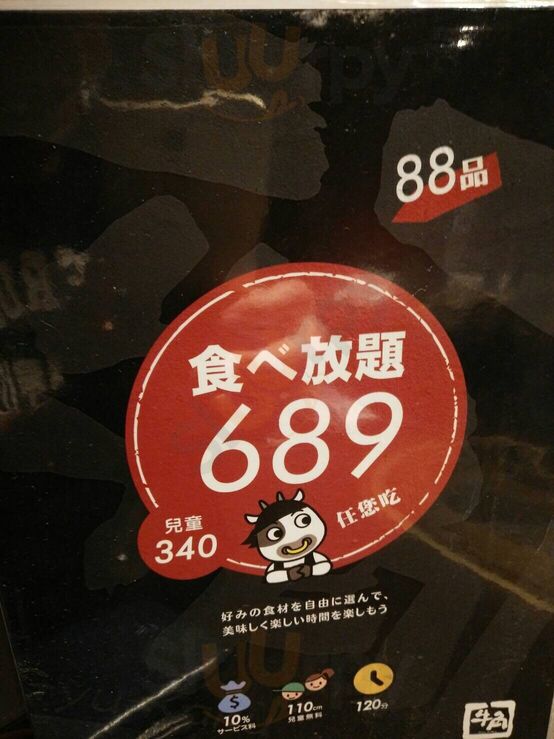 88品
食べ放題
689
任您吃
兒童
340
好みの食材を自由に選んで、
美味しく楽しい時間を楽しもう
10%
サービス料
110cm
兒童無料
120分
牛角